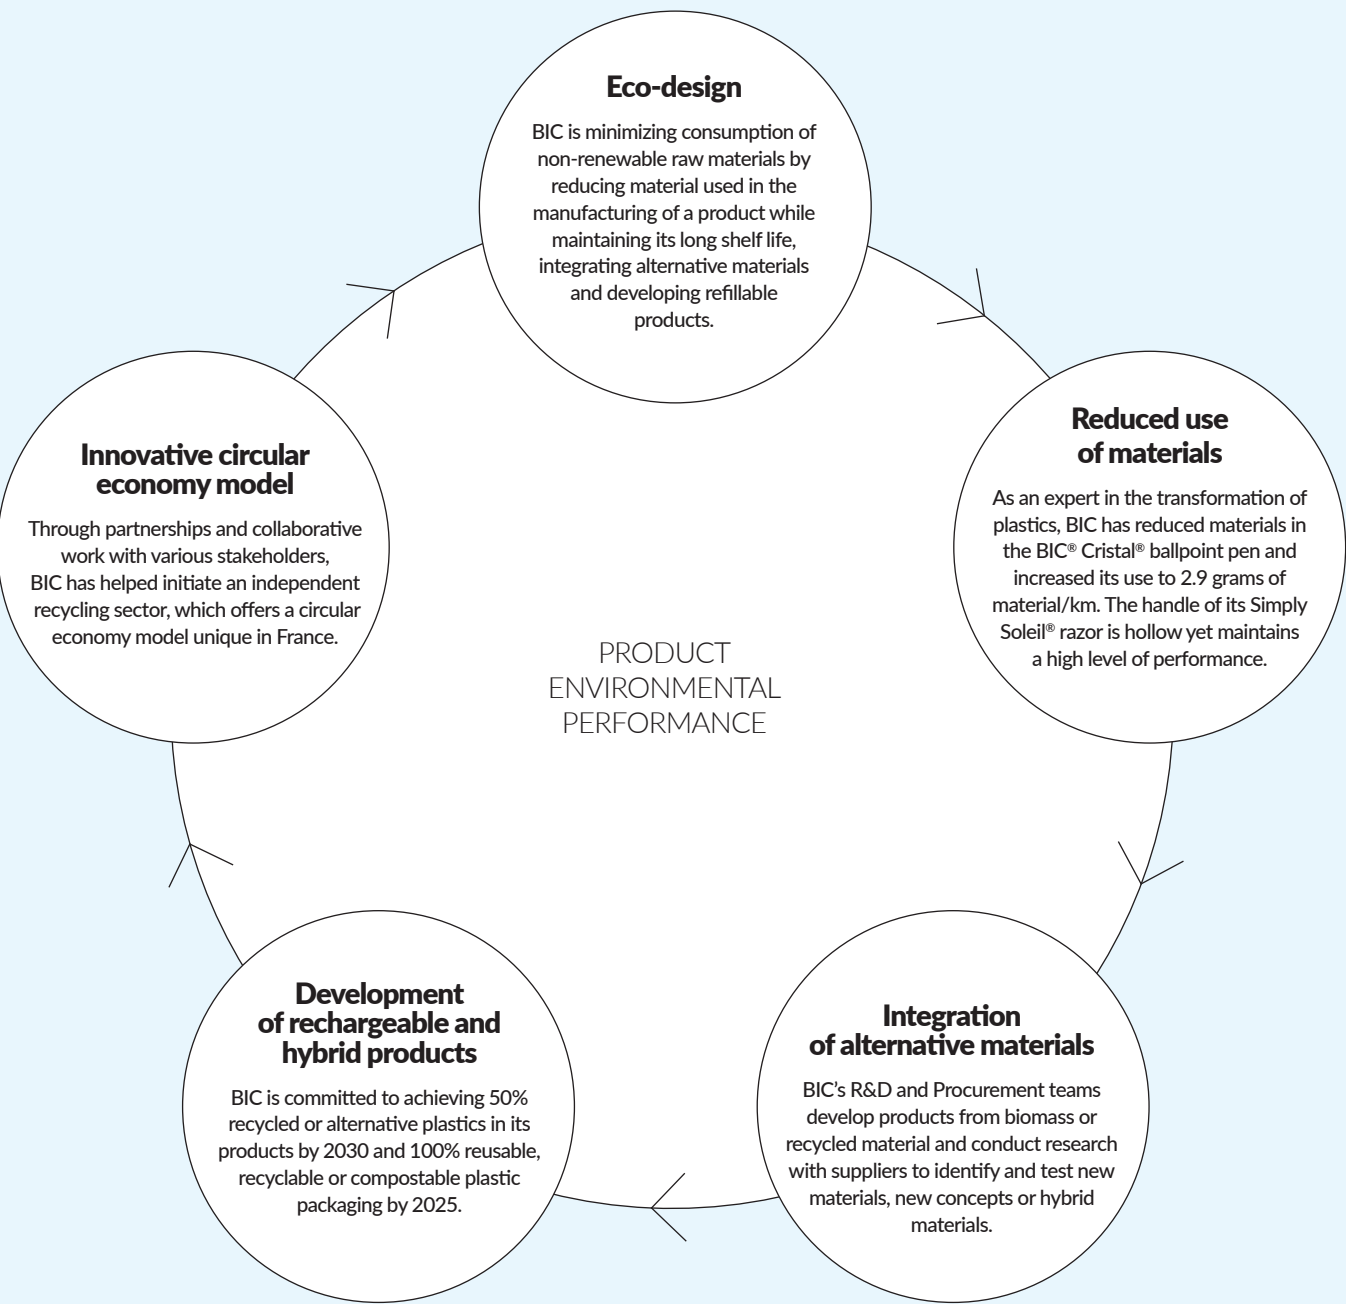 Eco-design
BIC is minimizing consumption of
non-renewable raw materials by
reducing material used in the
manufacturing of a product while
maintaining its long shelf life,
integrating alternative materials
and developing refillable
products.
Reduced use
of materials
As an expert in the transformation of
plastics, BIC has reduced materials in
the BIC® Cristal® ballpoint pen and
increased its use to 2.9 grams of
material/km. The handle of its Simply
Soleil® razor is hollow yet maintains
a high level of performance.
Integration
of alternative materials
BIC’s R&D and Procurement teams
develop products from biomass or
recycled material and conduct research
with suppliers to identify and test new
materials, new concepts or hybrid
materials.
Development
of rechargeable and
hybrid products
BIC is committed to achieving 50%
recycled or alternative plastics in its
products by 2030 and 100% reusable,
recyclable or compostable plastic
packaging by 2025.
Innovative circular
economy model
Through partnerships and collaborative
work with various stakeholders,
BIC has helped initiate an independent
recycling sector, which offers a circular
economy model unique in France.
PRODUCT
ENVIRONMENTAL
PERFORMANCE